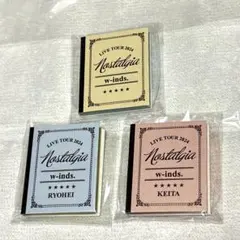 LIVE TOUR 2024
Nostalgia
w-inds.
★★★★★
LIVE TOUR 2024
Nostalgia
w-inds.
★★★★★
RYOHEI
LIVE TOUR 2024
Nostalgia
w-inds.
★★★★★
KEITA